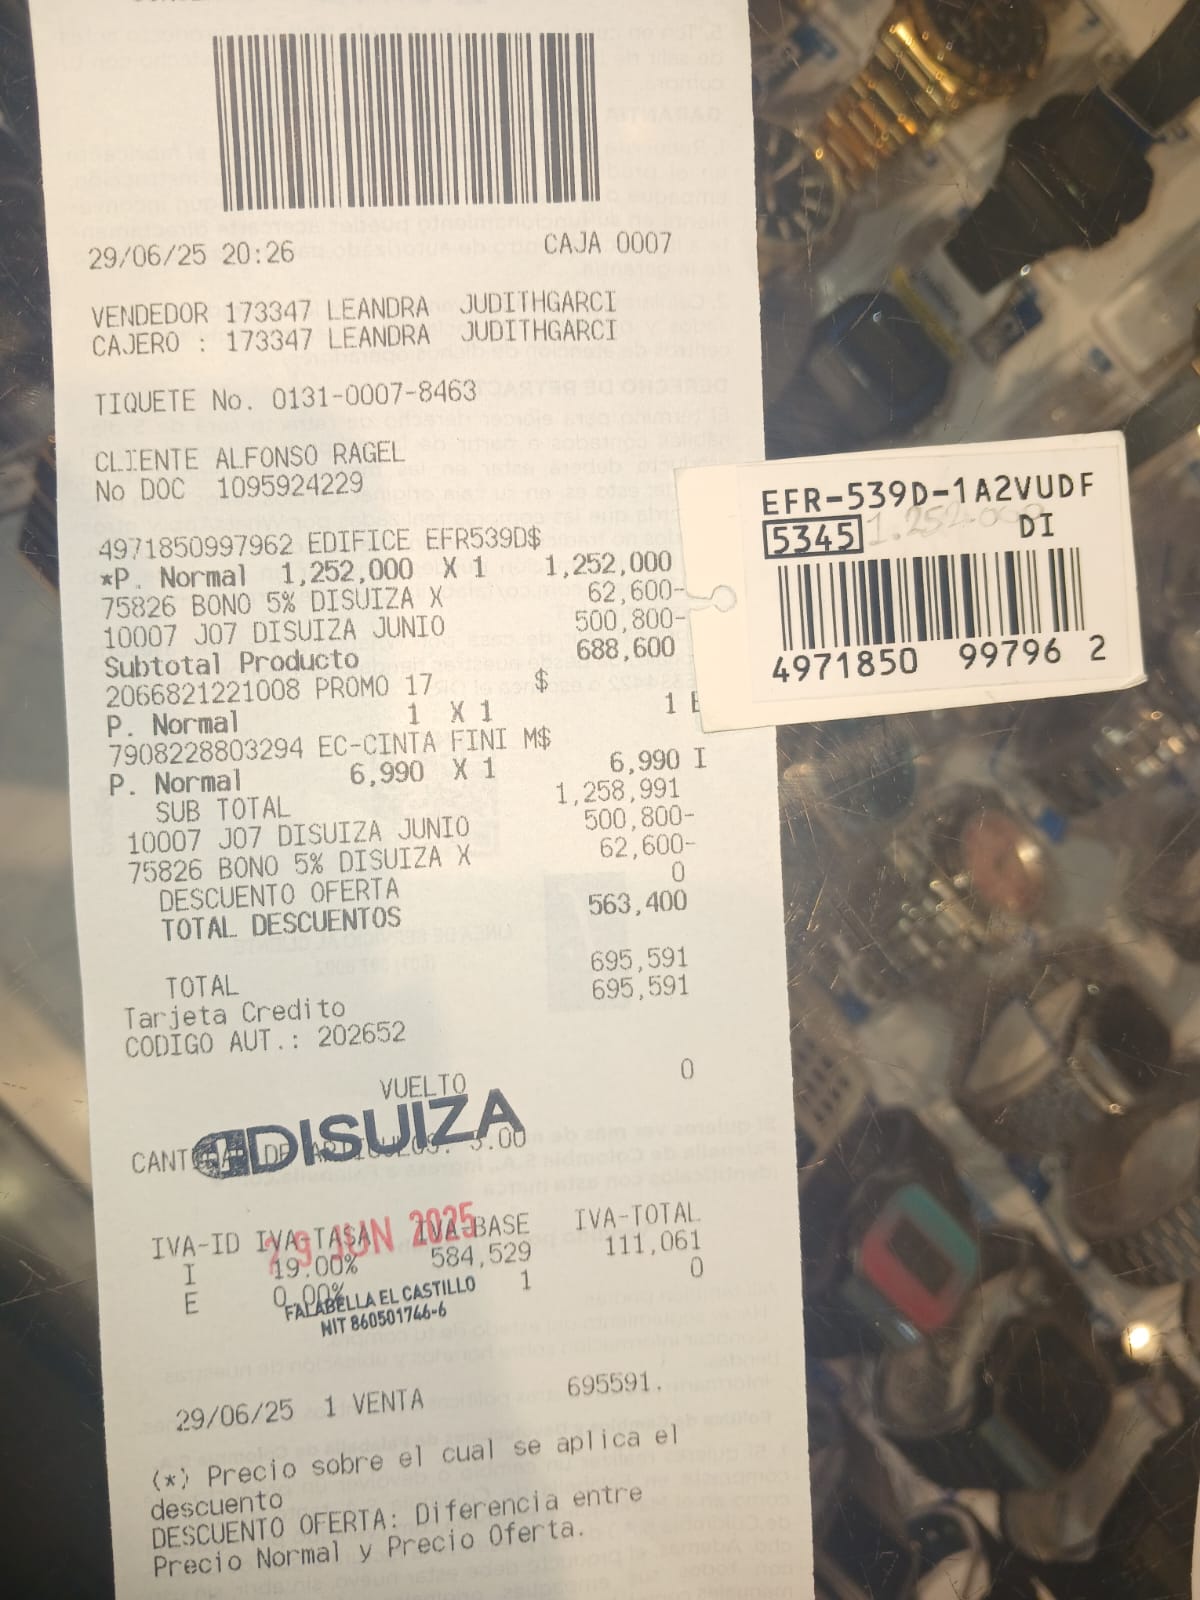 29/06/25 20:26 CAJA 0007
VENDEDOR 173347 LEANDRA JUDITHGARCI
CAJERO : 173347 LEANDRA JUDITHGARCI
TIQUETE No. 0131-0007-8463
CLIENTE ALFONSO RAGEL
No DOC 1095924229
4971850997962 EDIFICE EFR539D$
*P. Normal 1,252,000 X 1 1,252,000
75826 BONO 5% DISUIZA X 62,600-
10007 J07 DISUIZA JUNIO 500,800-
Subtotal Producto 688,600
2066821221008 PROMO 17 $
P. Normal 1 X 1 1 E
7908228803294 EC-CINTA FINI M$
P. Normal 6,990 X 1 6,990 I
SUB TOTAL 1,258,991
10007 J07 DISUIZA JUNIO 500,800-
75826 BONO 5% DISUIZA X 62,600-
DESCUENTO OFERTA 0
TOTAL DESCUENTOS 563,400
TOTAL 695,591
Tarjeta Credito 695,591
CODIGO AUT.: 202652
VUELTO 0
DISUIZA
CANTIDAD DE ARTICULOS: 3.00
IVA-ID IVA-TASA IVA-BASE IVA-TOTAL
29 JUN 2025
I 19.00% 584,529 111,061
E 0.00% 1 0
FALABELLA EL CASTILLO
NIT 860501746-6
29/06/25 1 VENTA 695591.
(*) Precio sobre el cual se aplica el
descuento
DESCUENTO OFERTA: Diferencia entre
Precio Normal y Precio Oferta.
EFR-539D-1A2VUDF
5345 1.252.000 DI
4971850 99796 2